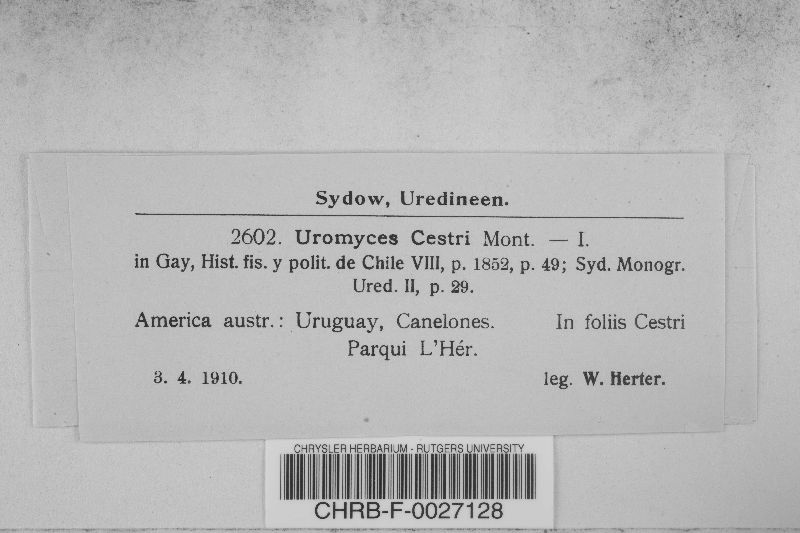 Sydow, Uredineen.
2602. Uromyces Cestri Mont. — I.
in Gay, Hist. fis. y polit. de Chile VIII, p. 1852, p. 49; Syd. Monogr.
Ured. II, p. 29.
America austr.: Uruguay, Canelones. In foliis Cestri
Parqui L'Hér.
3. 4. 1910. leg. W. Herter.
CHRYSLER HERBARIUM - RUTGERS UNIVERSITY
CHRB-F-0027128